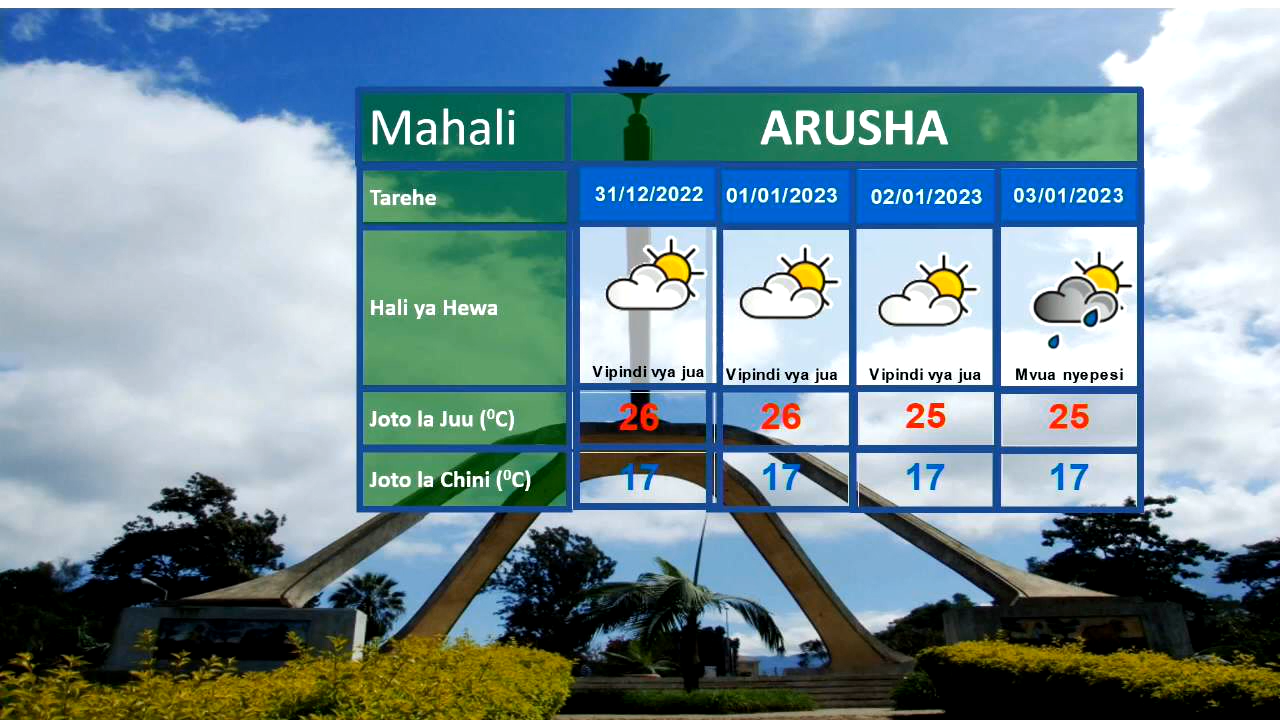 Mahali ARUSHA
Tarehe 31/12/2022 01/01/2023 02/01/2023 03/01/2023
Hali ya Hewa Vipindi vya jua Vipindi vya jua Vipindi vya jua Mvua nyepesi
Joto la Juu (⁰C) 26 26 25 25
Joto la Chini (⁰C) 17 17 17 17